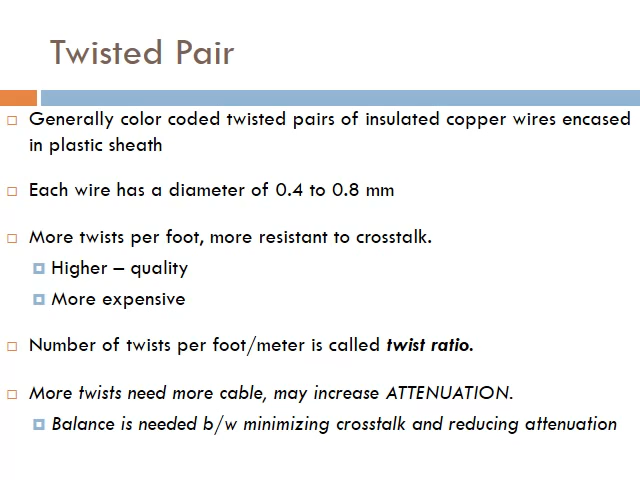 Twisted Pair
Generally color coded twisted pairs of insulated copper wires encased
in plastic sheath
Each wire has a diameter of 0.4 to 0.8 mm
More twists per foot, more resistant to crosstalk.
Higher – quality
More expensive
Number of twists per foot/meter is called twist ratio.
More twists need more cable, may increase ATTENUATION.
Balance is needed b/w minimizing crosstalk and reducing attenuation